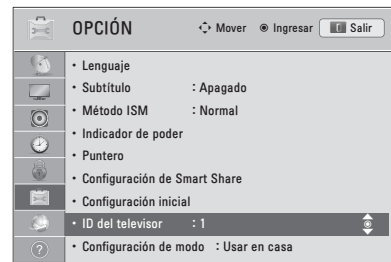 OPCIÓN Mover Ingresar Salir
• Lenguaje
• Subtítulo : Apagado
• Método ISM : Normal
• Indicador de poder
• Puntero
• Configuración de Smart Share
• Configuración inicial
• ID del televisor : 1
• Configuración de modo : Usar en casa
?